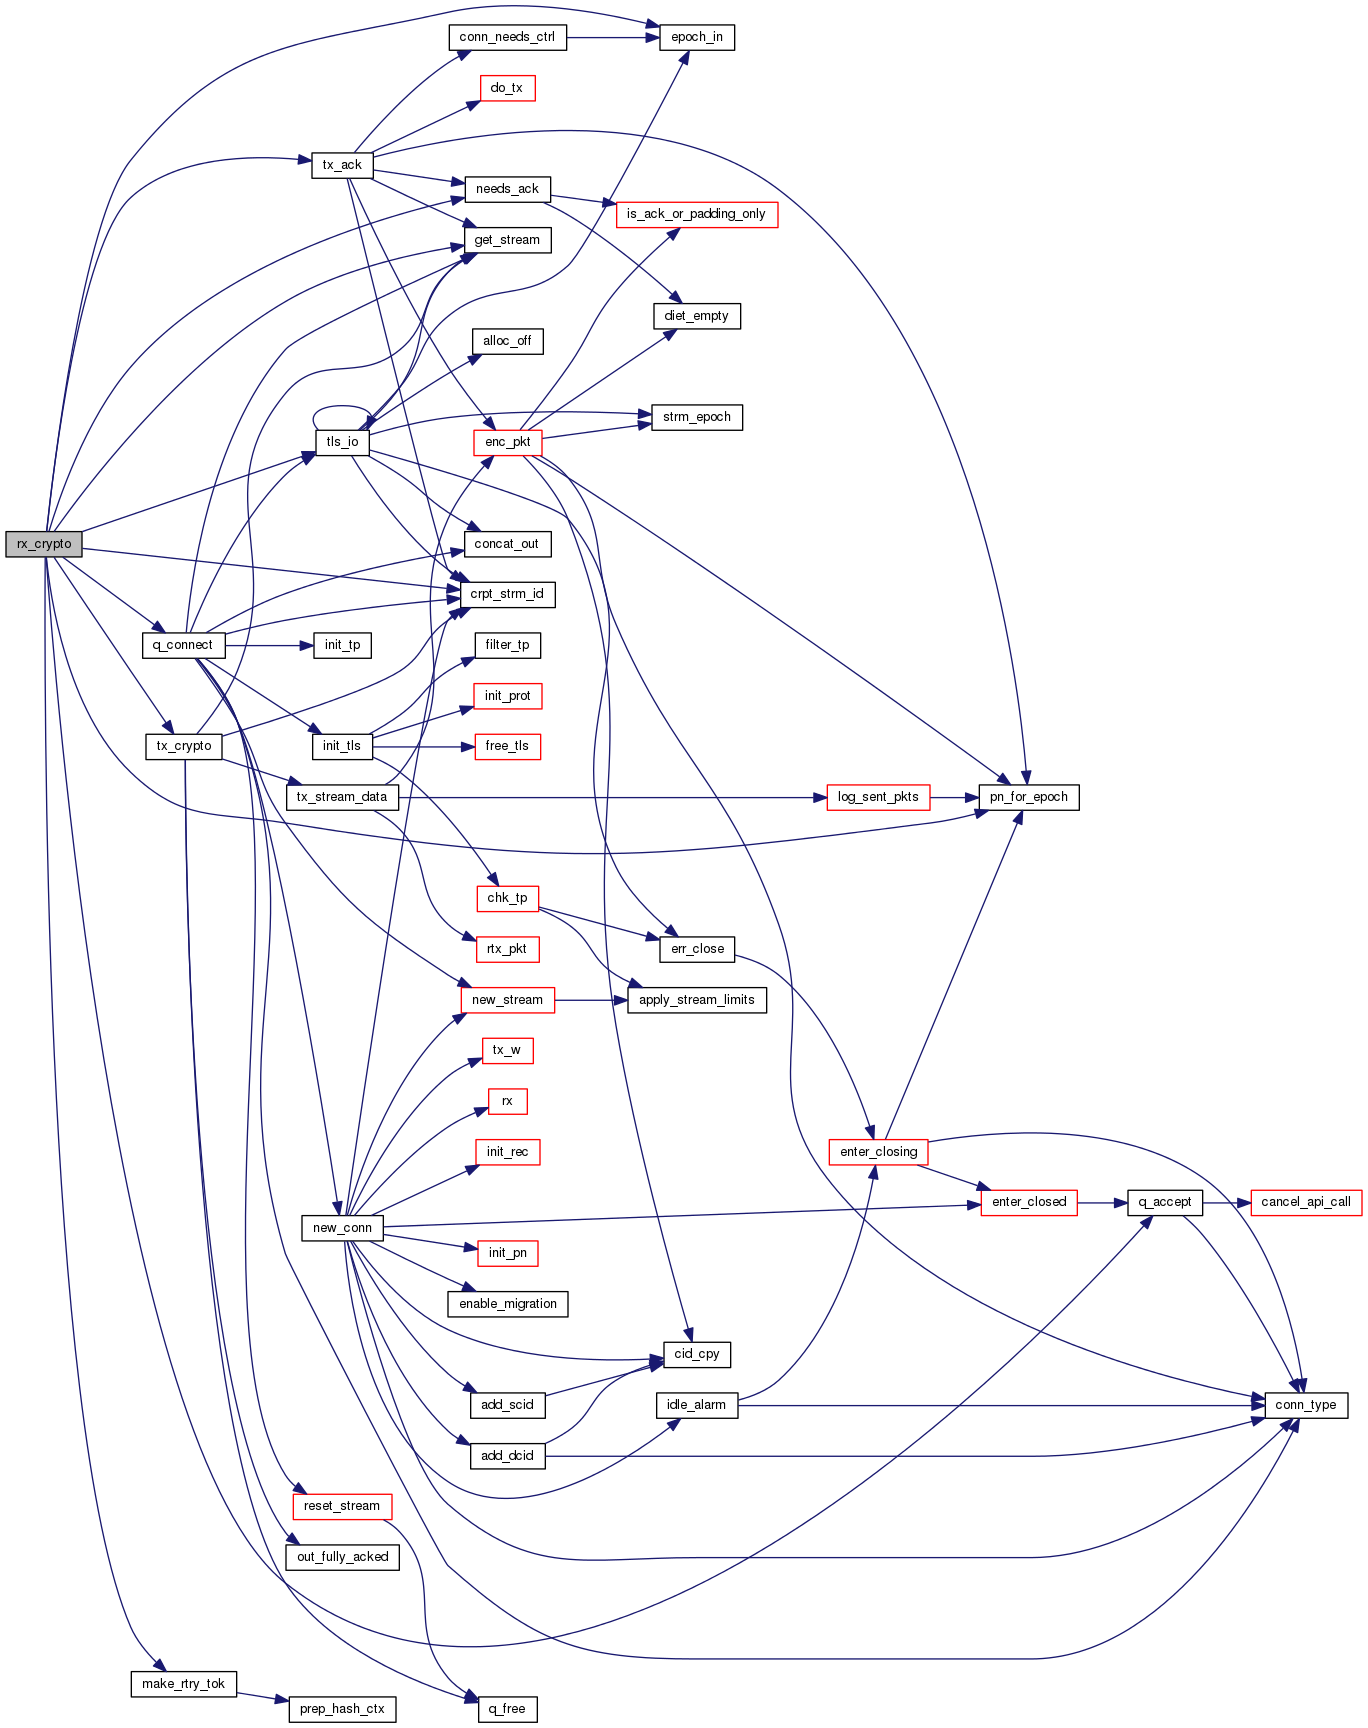 conn_needs_ctrl
epoch_in
do_tx
tx_ack
needs_ack
is_ack_or_padding_only
get_stream
diet_empty
alloc_off
strm_epoch
tls_io
enc_pkt
rx_crypto
concat_out
crpt_strm_id
q_connect
init_tp
filter_tp
init_prot
tx_crypto
init_tls
free_tls
tx_stream_data
log_sent_pkts
pn_for_epoch
chk_tp
rtx_pkt
err_close
new_stream
apply_stream_limits
tx_w
rx
init_rec
enter_closing
enter_closed
q_accept
cancel_api_call
new_conn
init_pn
enable_migration
cid_cpy
add_scid
idle_alarm
conn_type
add_dcid
reset_stream
out_fully_acked
make_rtry_tok
prep_hash_ctx
q_free